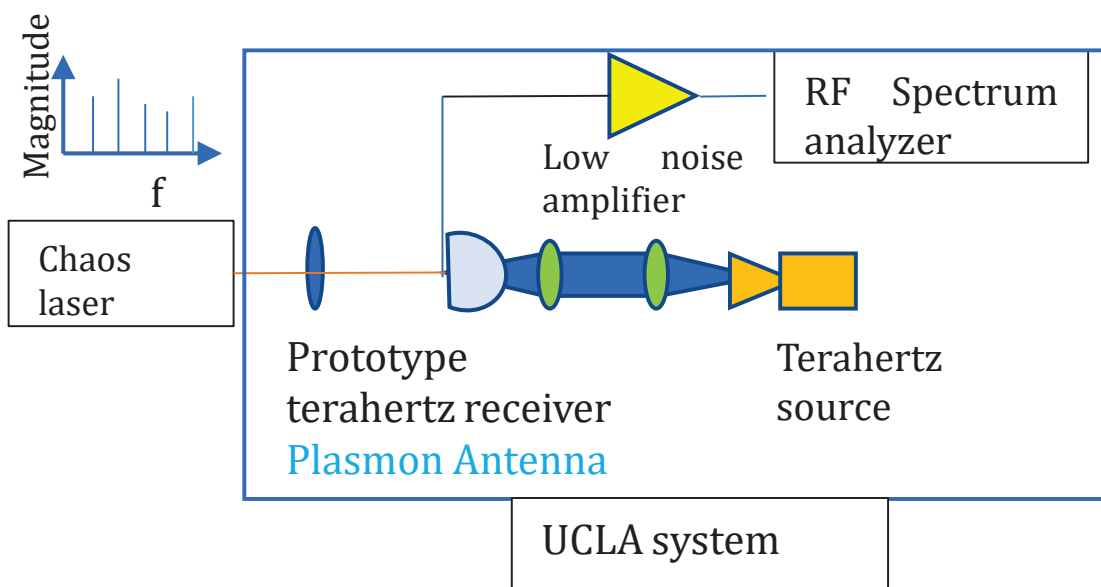 Magnitude
f
Chaos
laser
RF Spectrum
analyzer
Low noise
amplifier
Prototype
terahertz receiver
Plasmon Antenna
Terahertz
source
UCLA system